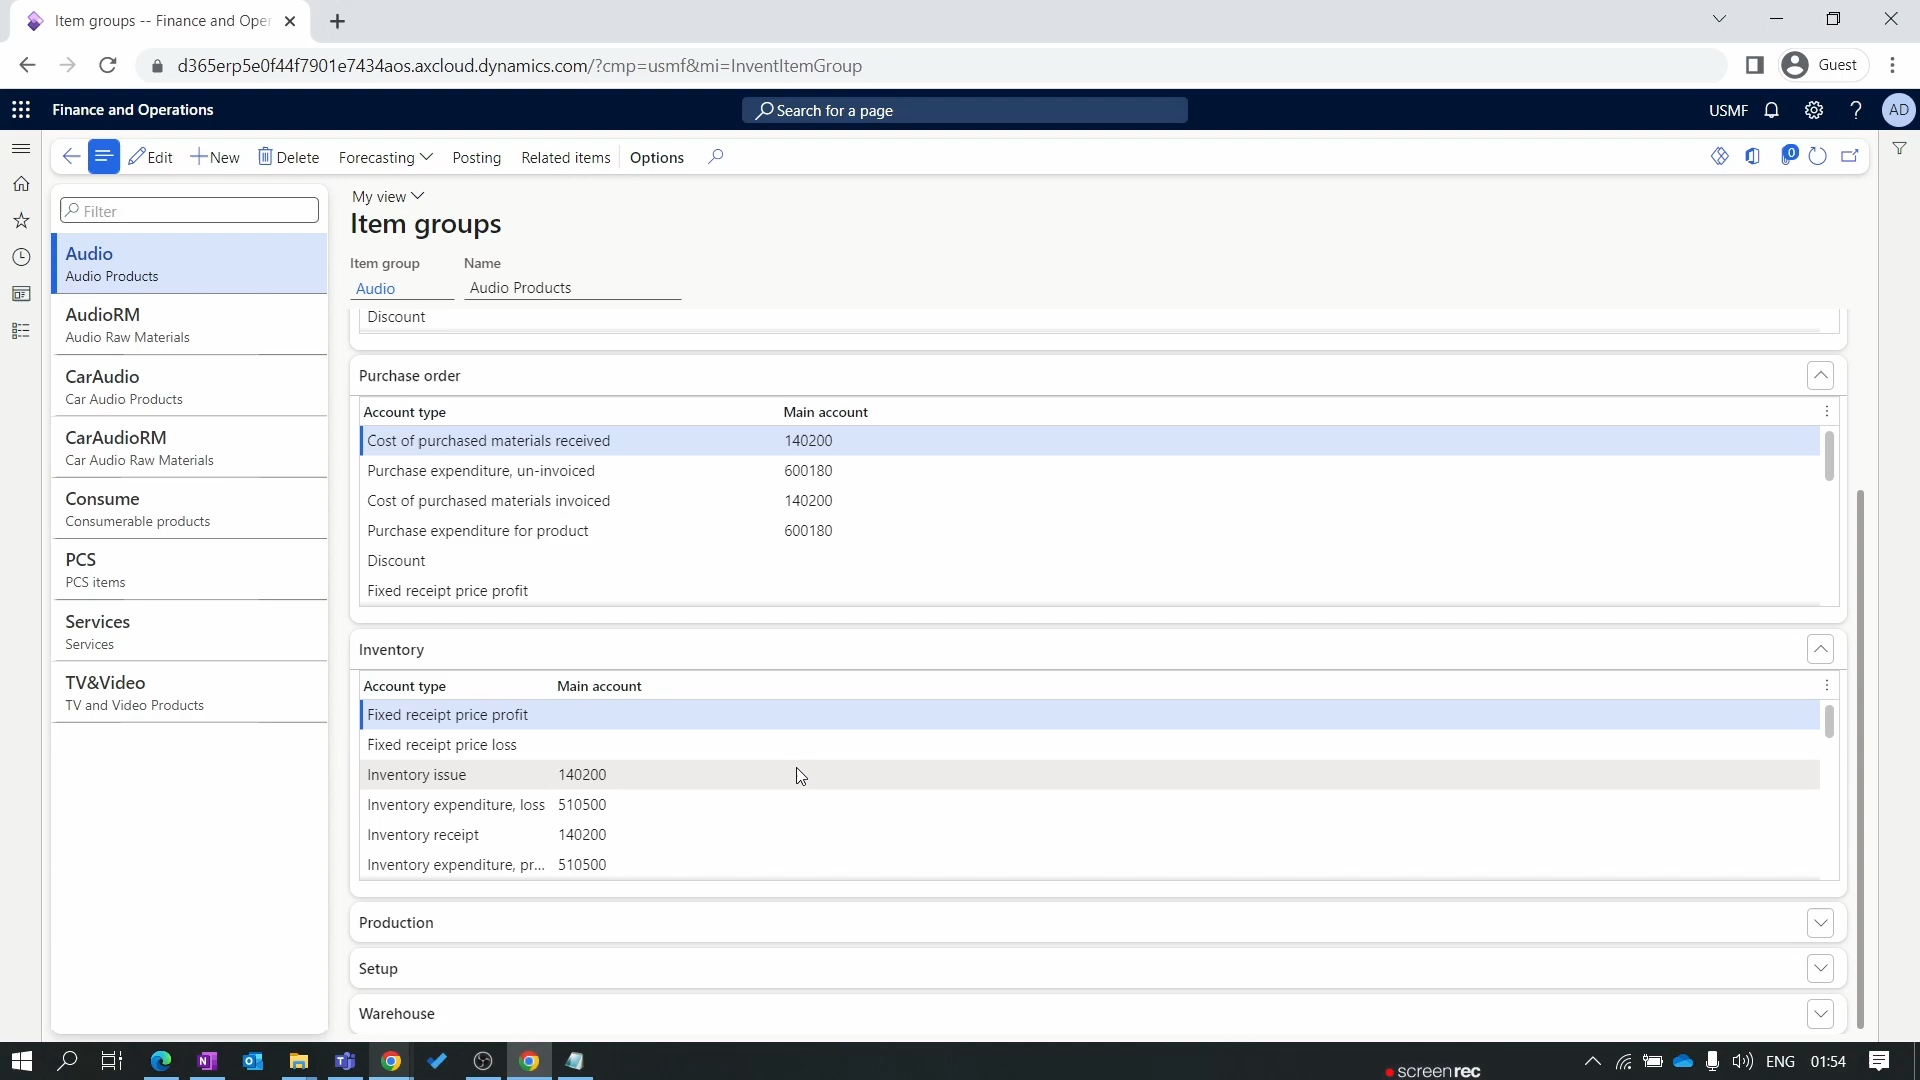 Item groups -- Finance and Oper
d365erp5e0f44f7901e7434aos.axcloud.dynamics.com/?cmp=usmf&mi=InventItemGroup
Guest
Finance and Operations
Search for a page
USMF
AD
Edit
New
Delete
Forecasting
Posting
Related items
Options
0
Filter
Audio
Audio Products
AudioRM
Audio Raw Materials
CarAudio
Car Audio Products
CarAudioRM
Car Audio Raw Materials
Consume
Consumerable products
PCS
PCS items
Services
Services
TV&Video
TV and Video Products
My view
Item groups
Item group Name
Audio Audio Products
Discount
Purchase order
Account type Main account
Cost of purchased materials received 140200
Purchase expenditure, un-invoiced 600180
Cost of purchased materials invoiced 140200
Purchase expenditure for product 600180
Discount
Fixed receipt price profit
Inventory
Account type Main account
Fixed receipt price profit
Fixed receipt price loss
Inventory issue 140200
Inventory expenditure, loss 510500
Inventory receipt 140200
Inventory expenditure, pr... 510500
Production
Setup
Warehouse
screenrec
ENG 01:54